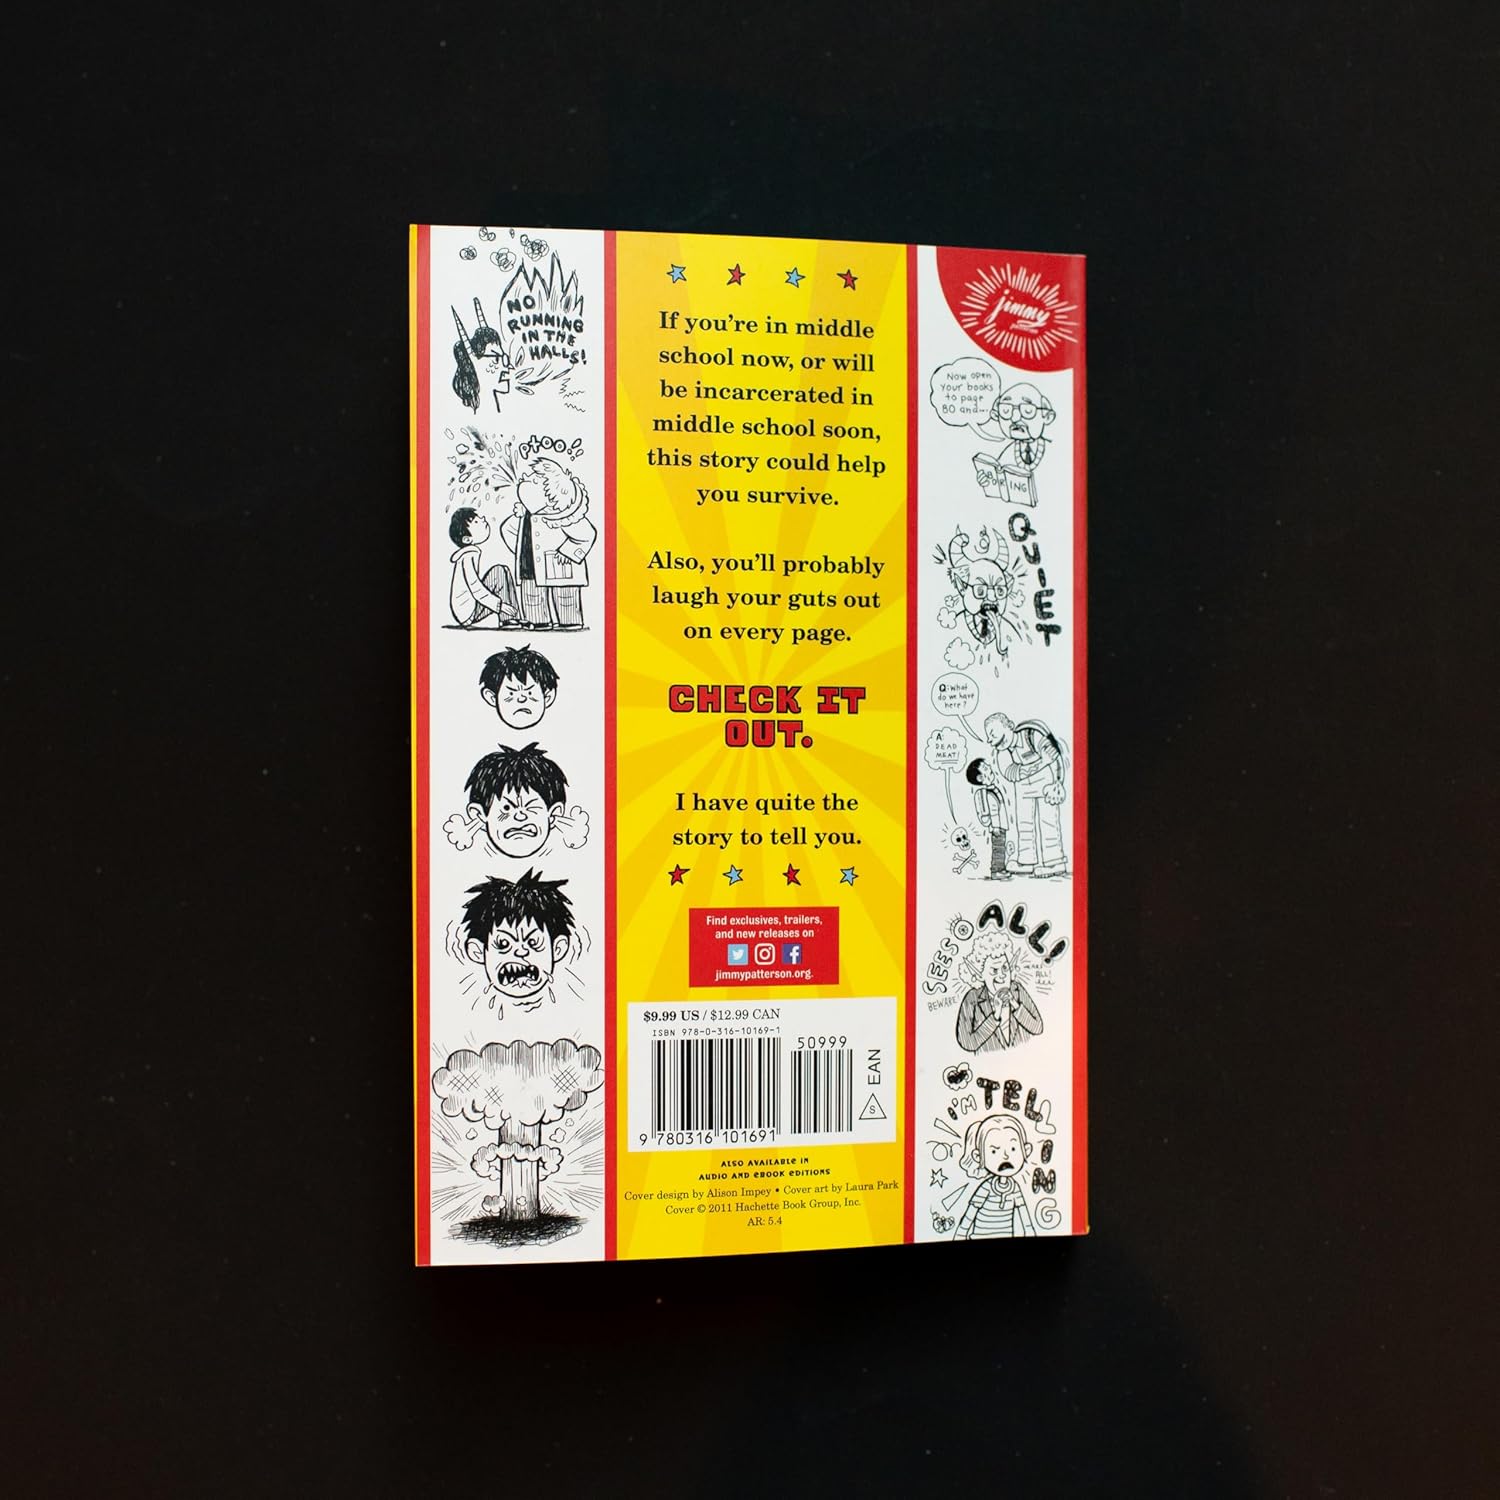 NO
RUNNING
IN THE
HALLS!
ptoo!
If you're in middle
school now, or will
be incarcerated in
middle school soon,
this story could help
you survive.
Also, you'll probably
laugh your guts out
on every page.
CHECK IT
OUT.
I have quite the
story to tell you.
Find exclusives, trailers,
and new releases on
jimmypatterson.org.
$9.99 US / $12.99 CAN
ISBN 978-0-316-10169-1
50999
EAN
S
9 780316 101691
ALSO AVAILABLE IN
AUDIO AND EBOOK EDITIONS
Cover design by Alison Impey • Cover art by Laura Park
Cover © 2011 Hachette Book Group, Inc.
AR: 5.4
jimmy
Now open
your books
to page
80 and...
BORING
QUIET
Q: What
do we have
here?
A:
DEAD
MEAT!
SEES
ALL!
HEARS
ALL!
BEWARE!
I'M
TELLING